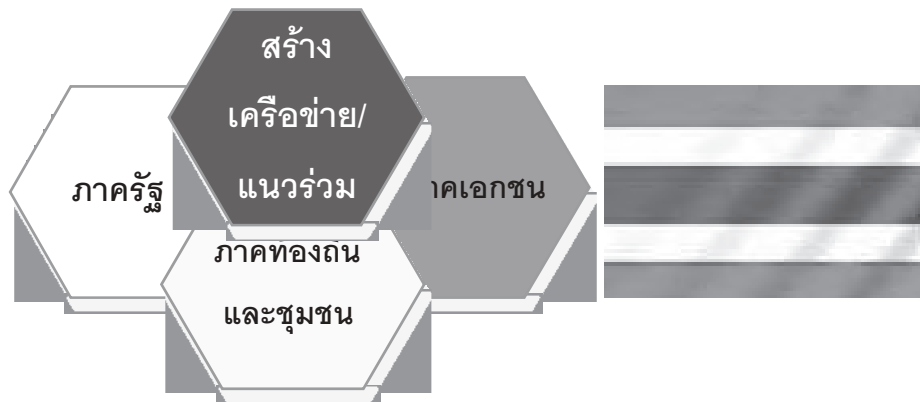 สร้าง
เครือข่าย/
แนวร่วม
ภาครัฐ
ภาคเอกชน
ภาคท้องถิ่น
และชุมชน